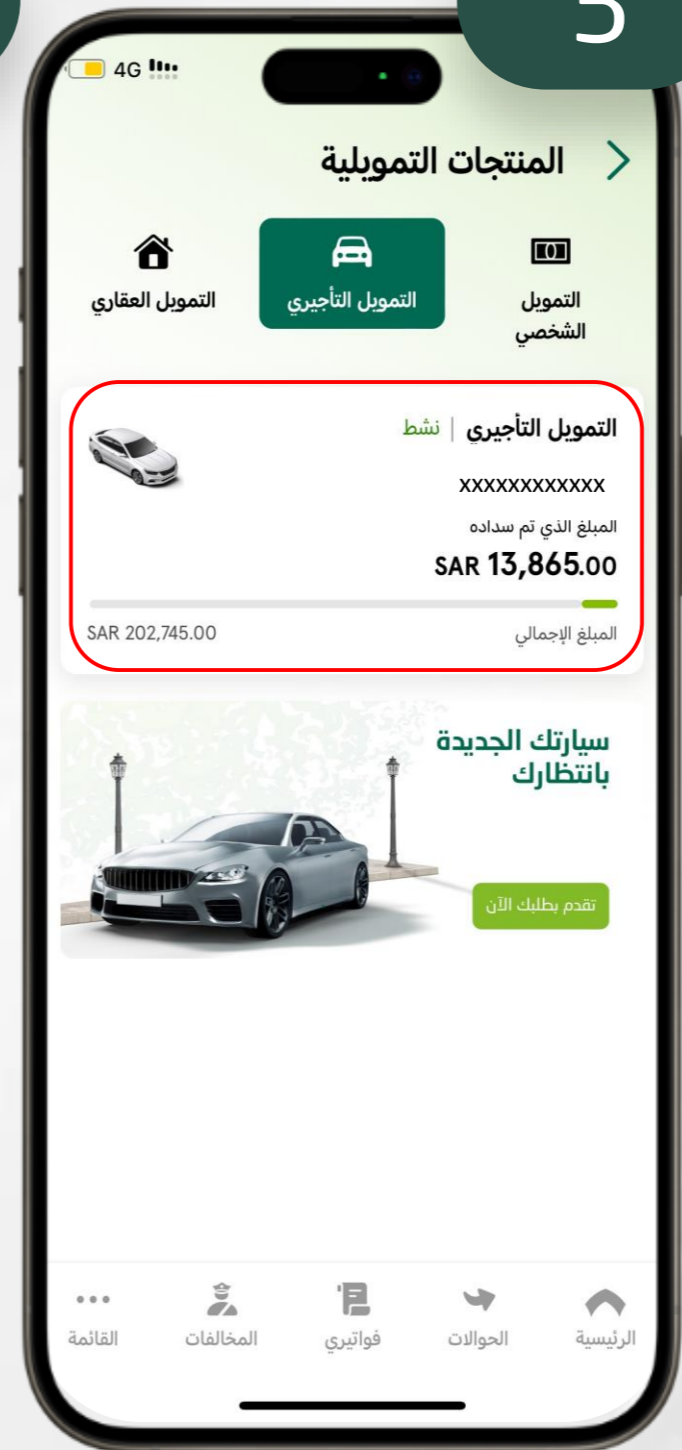 4G
المنتجات التمويلية
التمويل الشخصي
التمويل التأجيري
التمويل العقاري
التمويل التأجيري | نشط
xxxxxxxxxxxx
المبلغ الذي تم سداده
SAR 13,865.00
المبلغ الإجمالي
SAR 202,745.00
سيارتك الجديدة
بانتظارك
تقدم بطلبك الآن
الرئيسية
الحوالات
فواتيري
المخالفات
القائمة